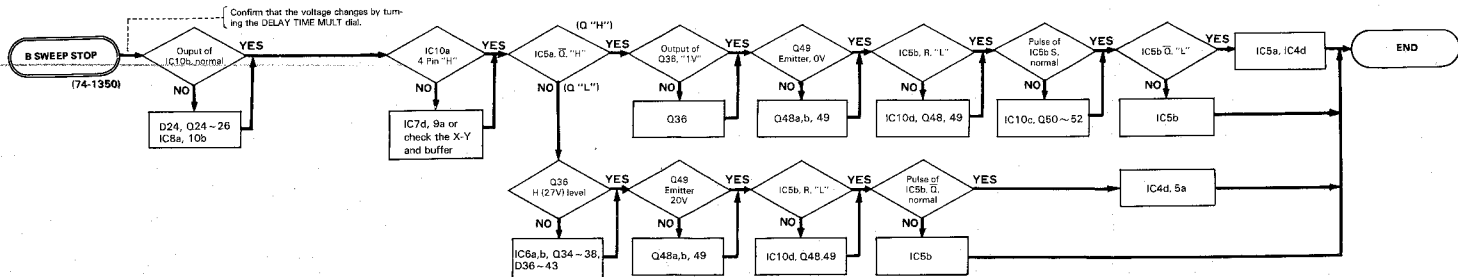 Confirm that the voltage changes by turn-
ing the DELAY TIME MULT dial.
B SWEEP STOP
(74-1350)
Ouput of
IC10b, normal
YES
NO
D24, Q24~26
IC8a, 10b
IC10a
4 Pin "H"
YES
NO
IC7d, 9a or
check the X-Y
and buffer
(Q "H")
IC5a, Q̅, "H"
YES
NO
(Q "L")
Output of
Q36, "1V"
YES
NO
Q36
Q49
Emitter, 0V
YES
NO
Q48a,b, 49
IC5b, R, "L"
YES
NO
IC10d, Q48, 49
Pulse of
IC5b S,
normal
YES
NO
IC10c, Q50~52
IC5b Q̅, "L"
YES
NO
IC5b
IC5a, IC4d
END
Q36
H (27V) level
YES
NO
IC6a,b, Q34~38,
D36~43
Q49
Emitter
20V
YES
NO
Q48a,b, 49
IC5b, R, "L"
YES
NO
IC10d, Q48.49
Pulse of
IC5b, Q̅,
normal
YES
NO
IC5b
IC4d, 5a